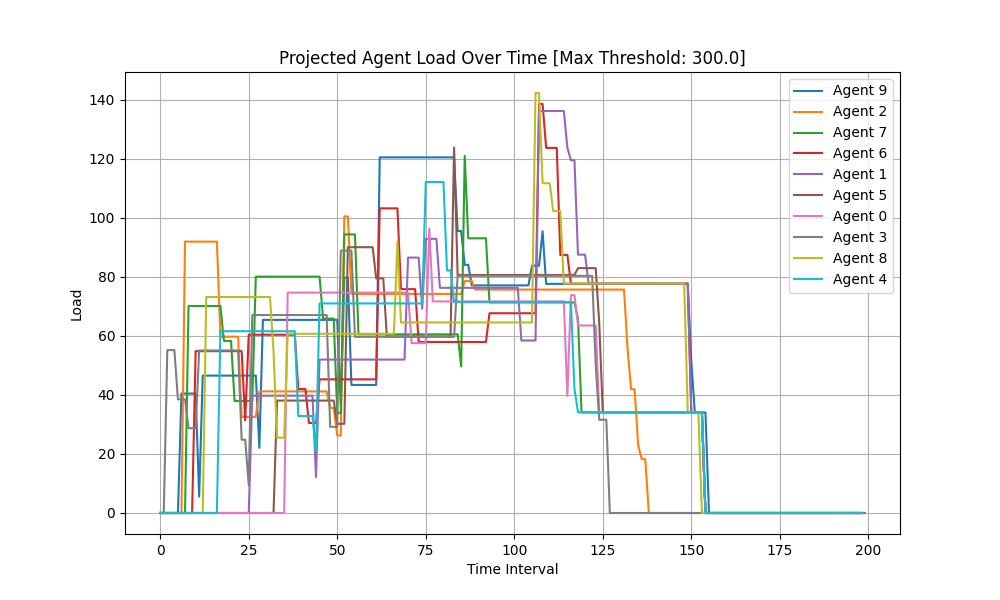 Projected Agent Load Over Time [Max Threshold: 300.0]
Load
140
120
100
80
60
40
20
0
0 25 50 75 100 125 150 175 200
Time Interval
Agent 9
Agent 2
Agent 7
Agent 6
Agent 1
Agent 5
Agent 0
Agent 3
Agent 8
Agent 4